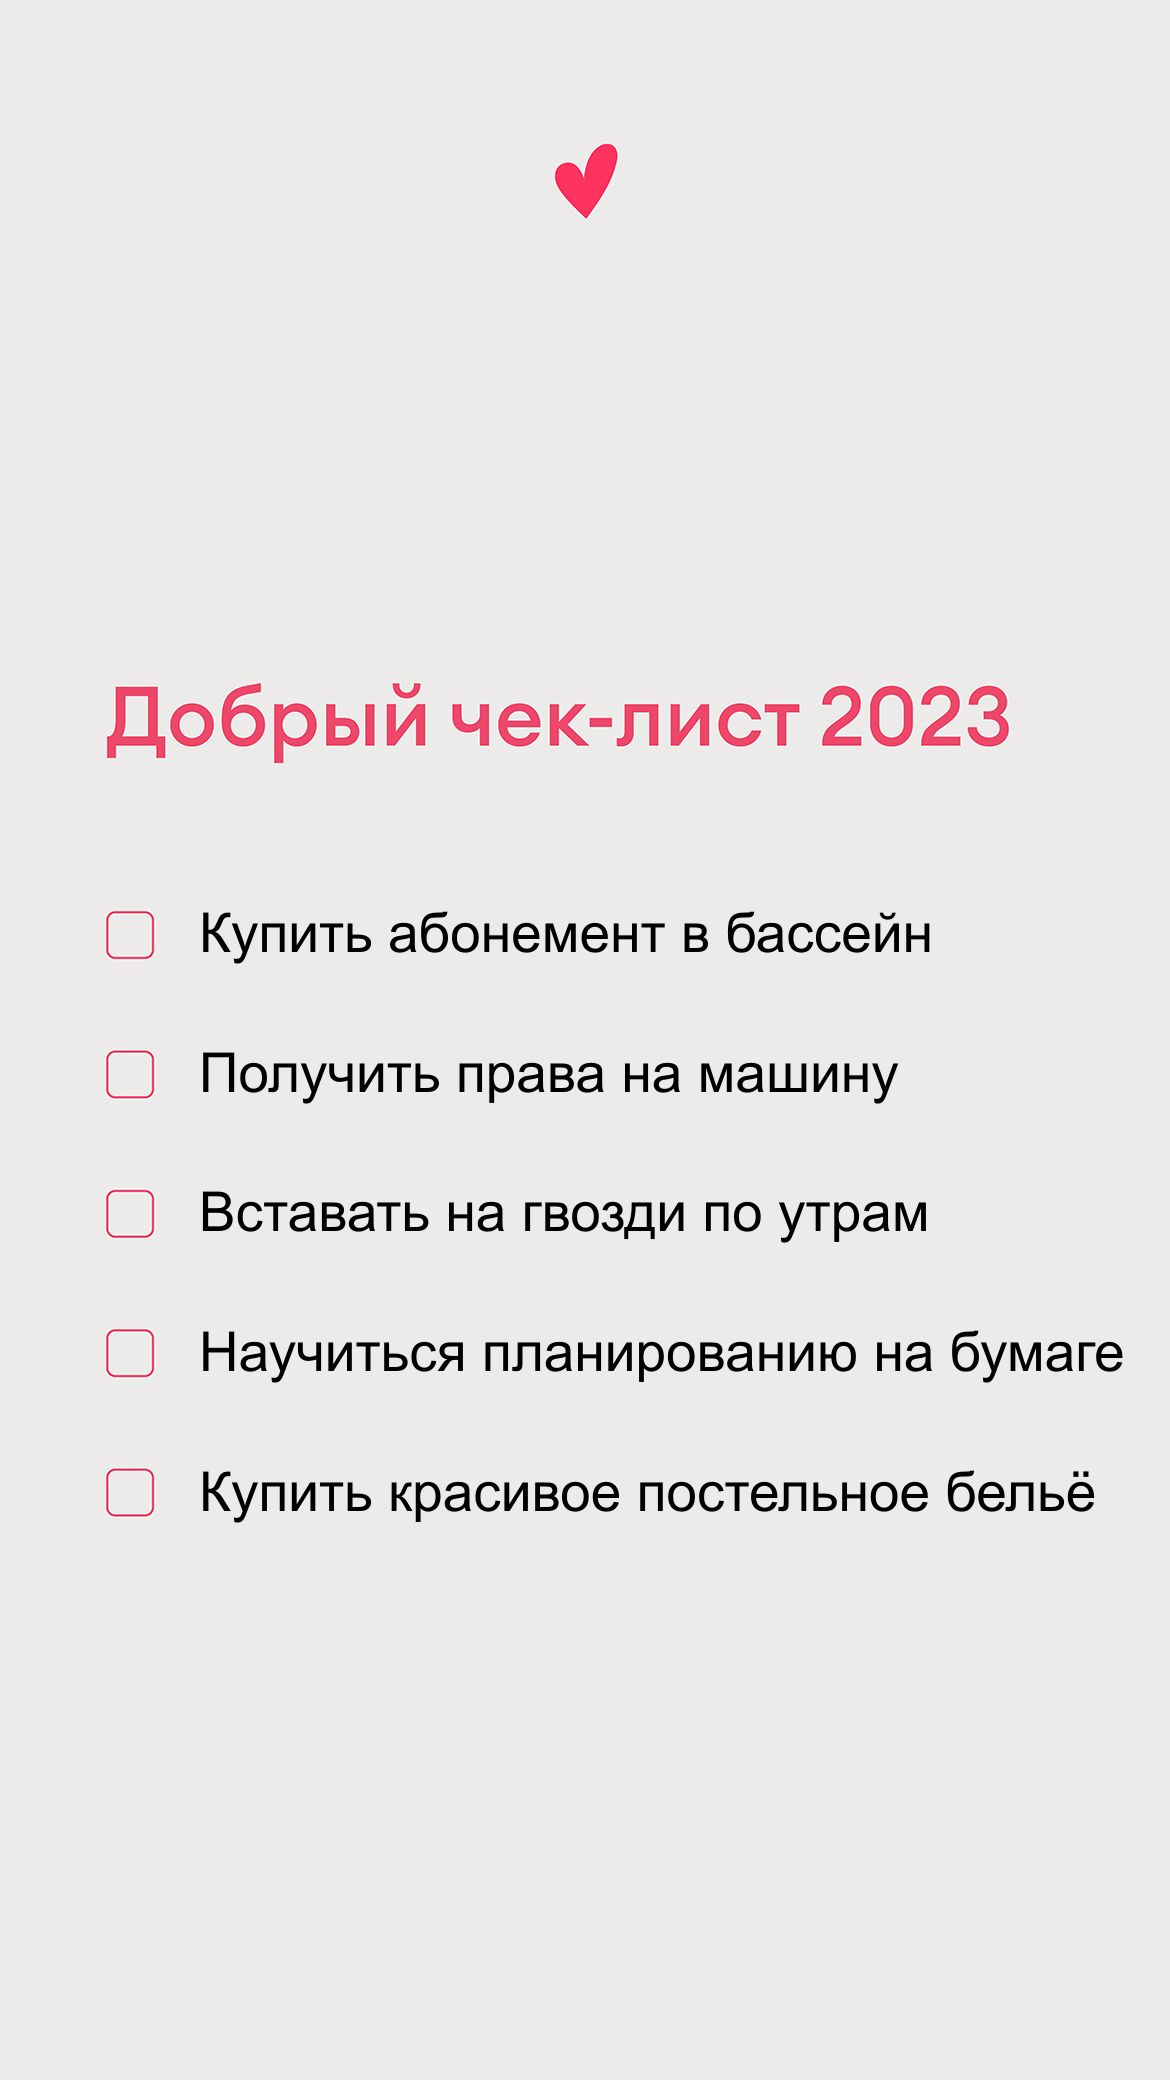 Добрый чек-лист 2023
Купить абонемент в бассейн
Получить права на машину
Вставать на гвозди по утрам
Научиться планированию на бумаге
Купить красивое постельное бельё